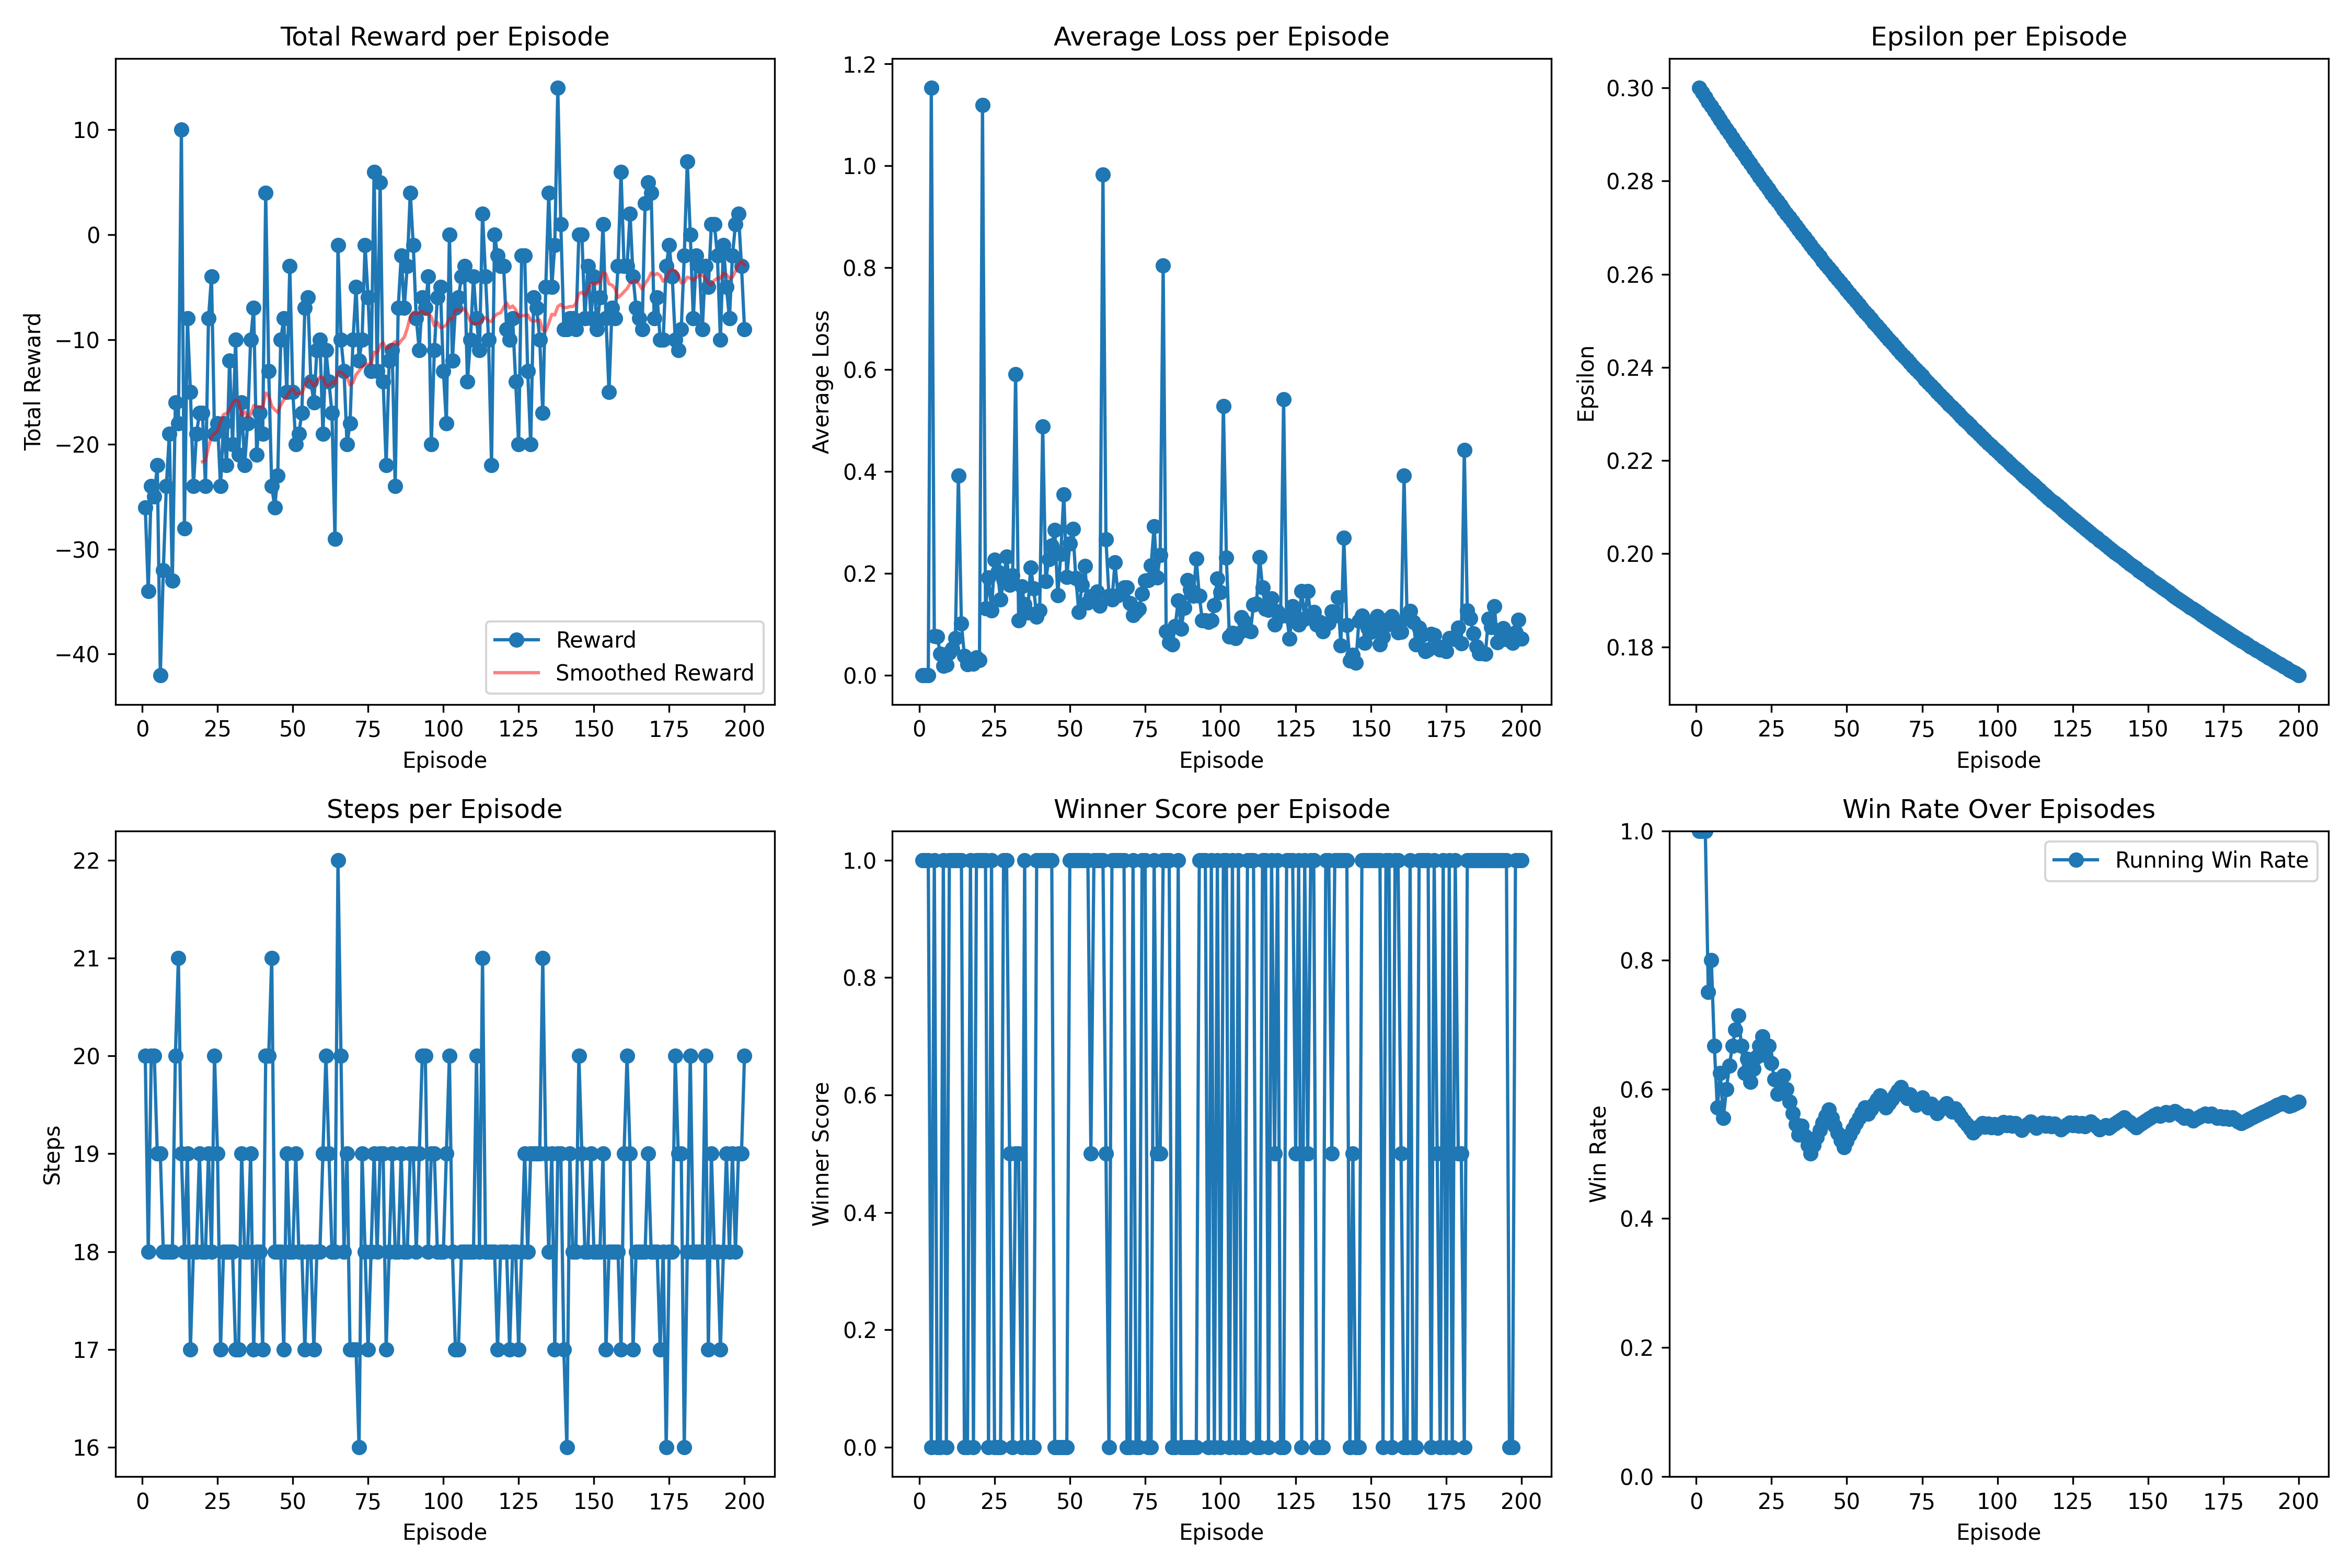 Total Reward per Episode
Total Reward
10
0
−10
−20
−30
−40
Reward
Smoothed Reward
0 25 50 75 100 125 150 175 200
Episode
Average Loss per Episode
Average Loss
1.2
1.0
0.8
0.6
0.4
0.2
0.0
0 25 50 75 100 125 150 175 200
Episode
Epsilon per Episode
Epsilon
0.30
0.28
0.26
0.24
0.22
0.20
0.18
0 25 50 75 100 125 150 175 200
Episode
Steps per Episode
Steps
22
21
20
19
18
17
16
0 25 50 75 100 125 150 175 200
Episode
Winner Score per Episode
Winner Score
1.0
0.8
0.6
0.4
0.2
0.0
0 25 50 75 100 125 150 175 200
Episode
Win Rate Over Episodes
Win Rate
1.0
0.8
0.6
0.4
0.2
0.0
Running Win Rate
0 25 50 75 100 125 150 175 200
Episode